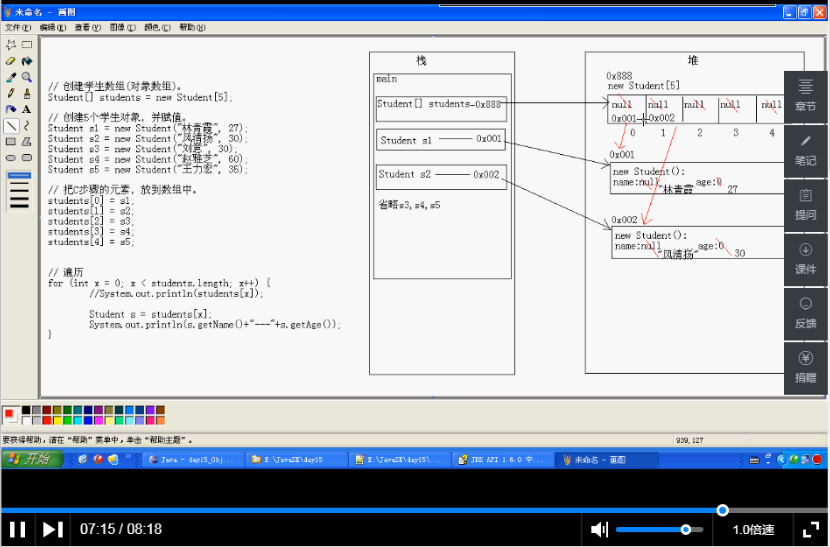 未命名 - 画图
文件(F) 编辑(E) 查看(V) 图像(I) 颜色(C) 帮助(H)
A
// 创建学生数组(对象数组)。
Student[] students = new Student[5];
// 创建5个学生对象，并赋值。
Student s1 = new Student("林青霞", 27);
Student s2 = new Student("风清扬", 30);
Student s3 = new Student("刘意", 30);
Student s4 = new Student("赵雅芝", 60);
Student s5 = new Student("王力宏", 35);
// 把C步骤的元素，放到数组中。
students[0] = s1;
students[1] = s2;
students[2] = s3;
students[3] = s4;
students[4] = s5;
// 遍历
for (int x = 0; x < students.length; x++) {
//System.out.println(students[x]);
Student s = students[x];
System.out.println(s.getName()+"---"+s.getAge());
}
栈
main
Student[] students-0x888
Student s1 0x001
Student s2 0x002
省略s3,s4,s5
堆
0x888
new Student[5]
null null null null null
0x001 0x002
0 1 2 3 4
0x001
new Student():
name:null age:0
"林青霞 27
0x002
new Student():
name:null age:0
"风清扬" 30
章节
笔记
提问
课件
反馈
捐赠
要获得帮助，请在“帮助”菜单中，单击“帮助主题”。
939,127
开始
Java - day15_Obj...
E:\JavaSE\day15
E:\JavaSE\day15\...
JDK API 1.6.0 中...
未命名 - 画图
07:15 / 08:18
1.0倍速